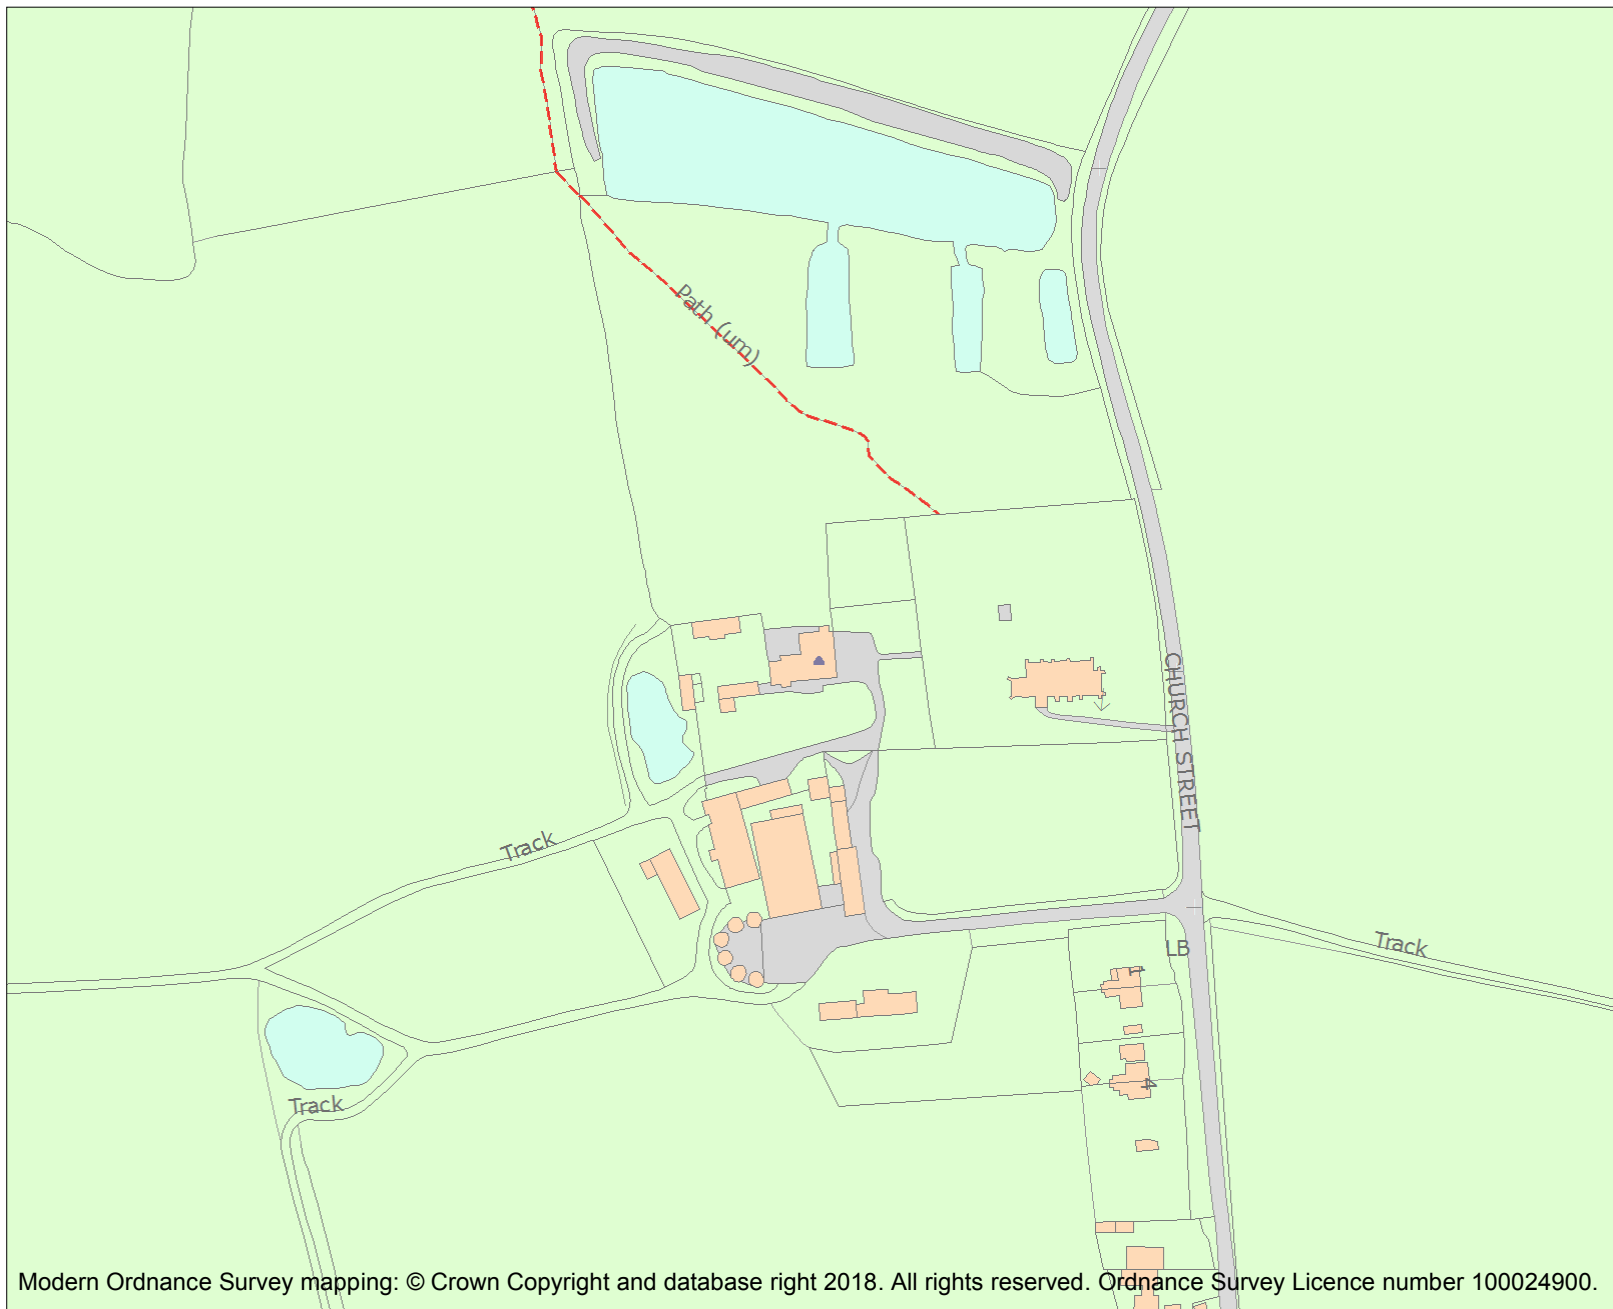 Path (um)
CHURCH STREET
Track
Track
LB
1
4
Track
Modern Ordnance Survey mapping: © Crown Copyright and database right 2018. All rights reserved. Ordnance Survey Licence number 100024900.